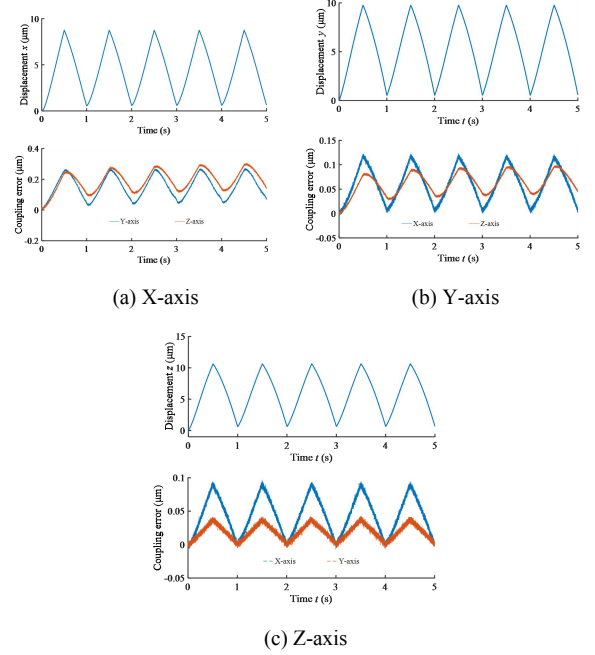 Displacement x (μm)
10
5
0
0 1 2 3 4 5
Time (s)
Coupling error (μm)
0.4
0.2
0
-0.2
Y-axis Z-axis
0 1 2 3 4 5
Time (s)
(a) X-axis
Displacement y (μm)
10
5
0
0 1 2 3 4 5
Time t (s)
Coupling error (μm)
0.15
0.1
0.05
0
-0.05
X-axis Z-axis
0 1 2 3 4 5
Time t (s)
(b) Y-axis
Displacement z (μm)
15
10
5
0
0 1 2 3 4 5
Time t (s)
Coupling error (μm)
0.1
0.05
0
-0.05
X-axis Y-axis
0 1 2 3 4 5
Time t (s)
(c) Z-axis